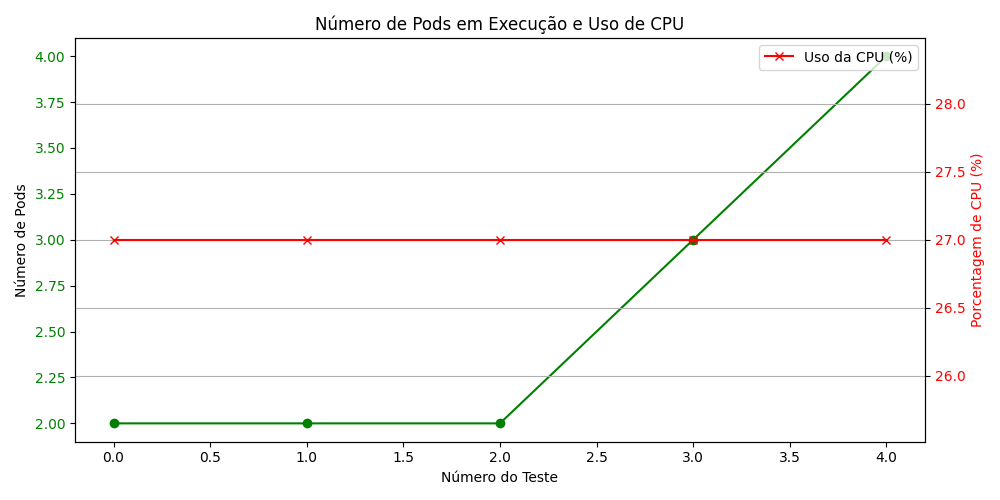 Número de Pods em Execução e Uso de CPU
Uso da CPU (%)
4.00
3.75
3.50
3.25
3.00
2.75
2.50
2.25
2.00
Número de Pods
28.0
27.5
27.0
26.5
26.0
Porcentagem de CPU (%)
0.0 0.5 1.0 1.5 2.0 2.5 3.0 3.5 4.0
Número do Teste